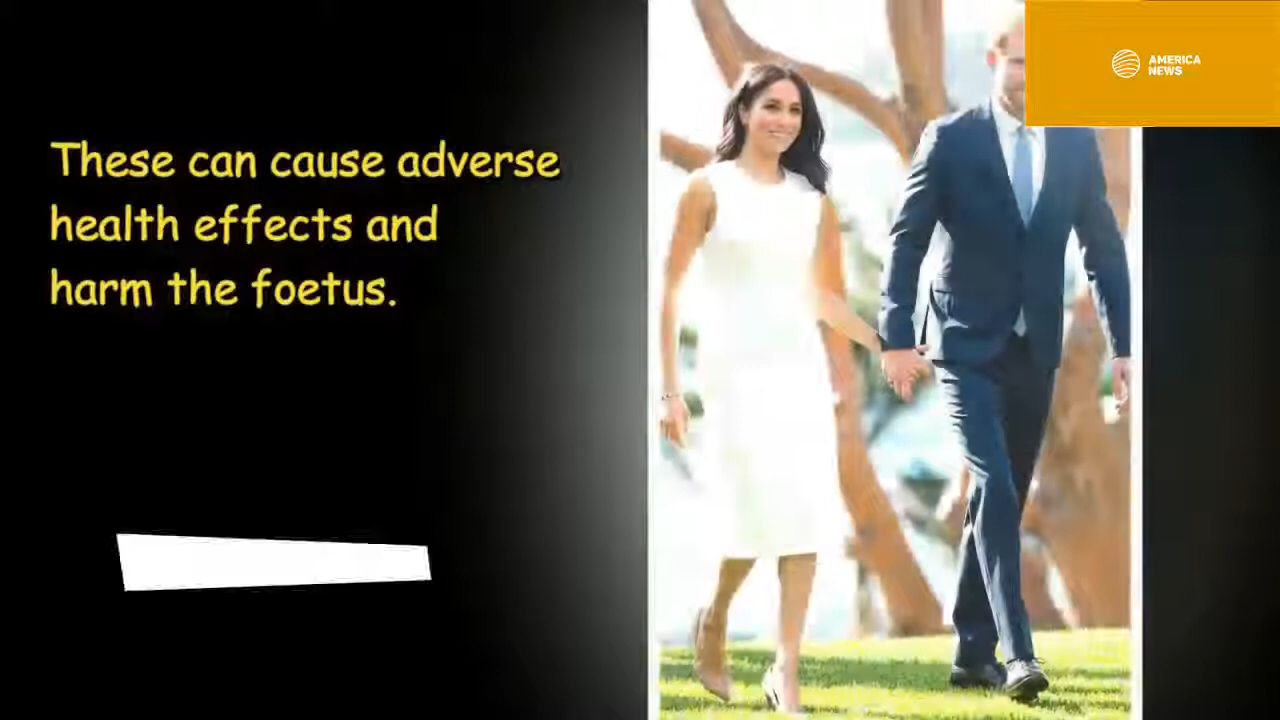 These can cause adverse
health effects and
harm the foetus.
AMERICA
NEWS